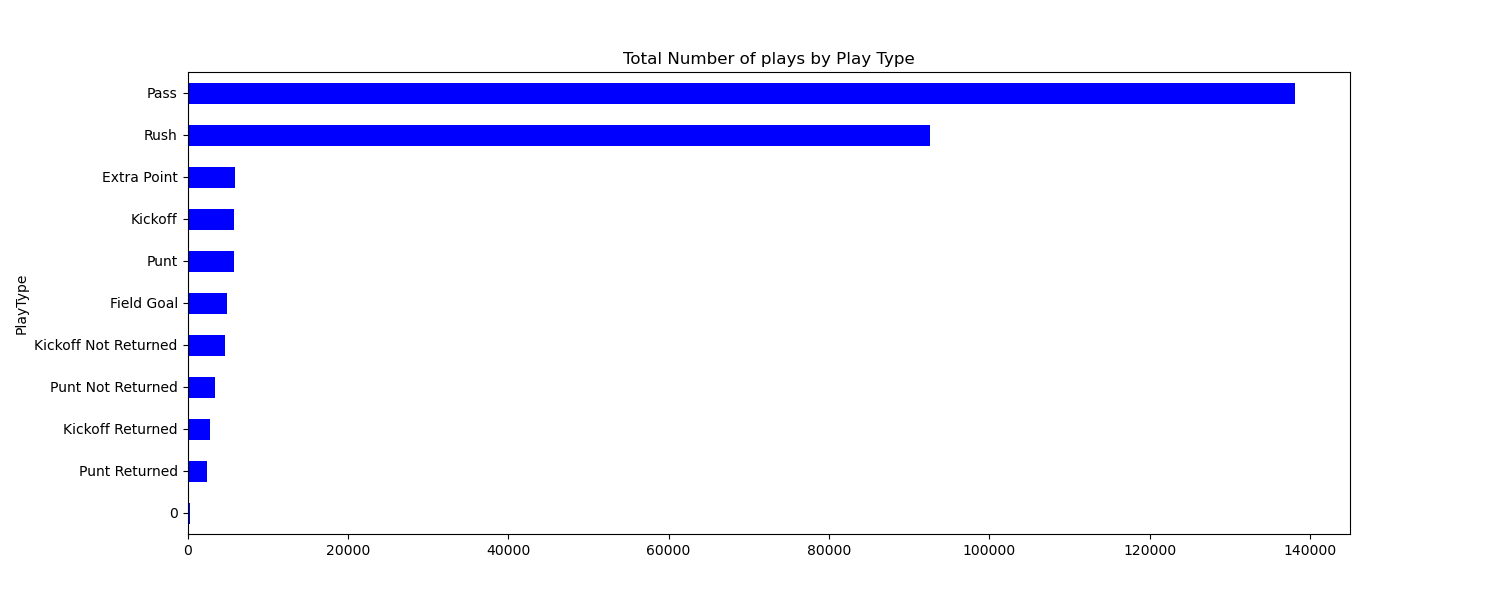 Total Number of plays by Play Type
Pass
Rush
Extra Point
Kickoff
Punt
Field Goal
Kickoff Not Returned
Punt Not Returned
Kickoff Returned
Punt Returned
0
PlayType
0 20000 40000 60000 80000 100000 120000 140000